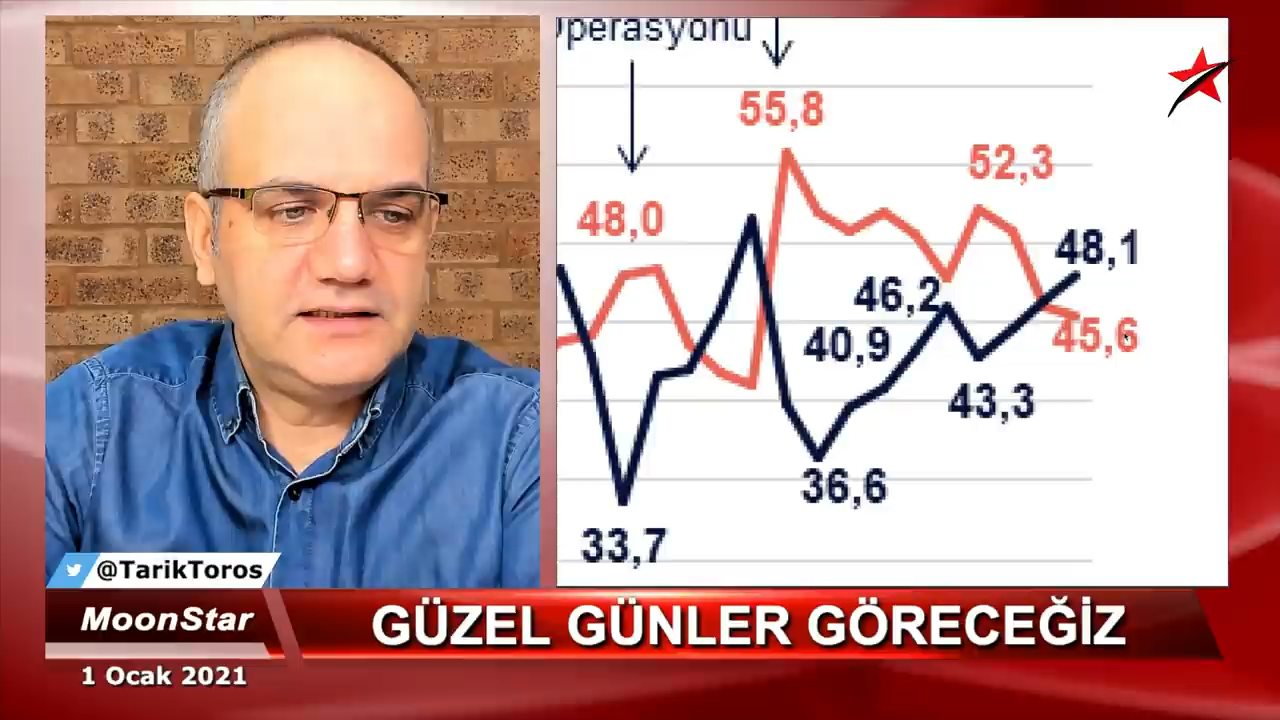 Operasyonu
55,8
52,3
48,0
48,1
46,2
40,9
45,6
43,3
36,6
33,7
@TarikToros
MoonStar
GÜZEL GÜNLER GÖRECEĞİZ
1 Ocak 2021